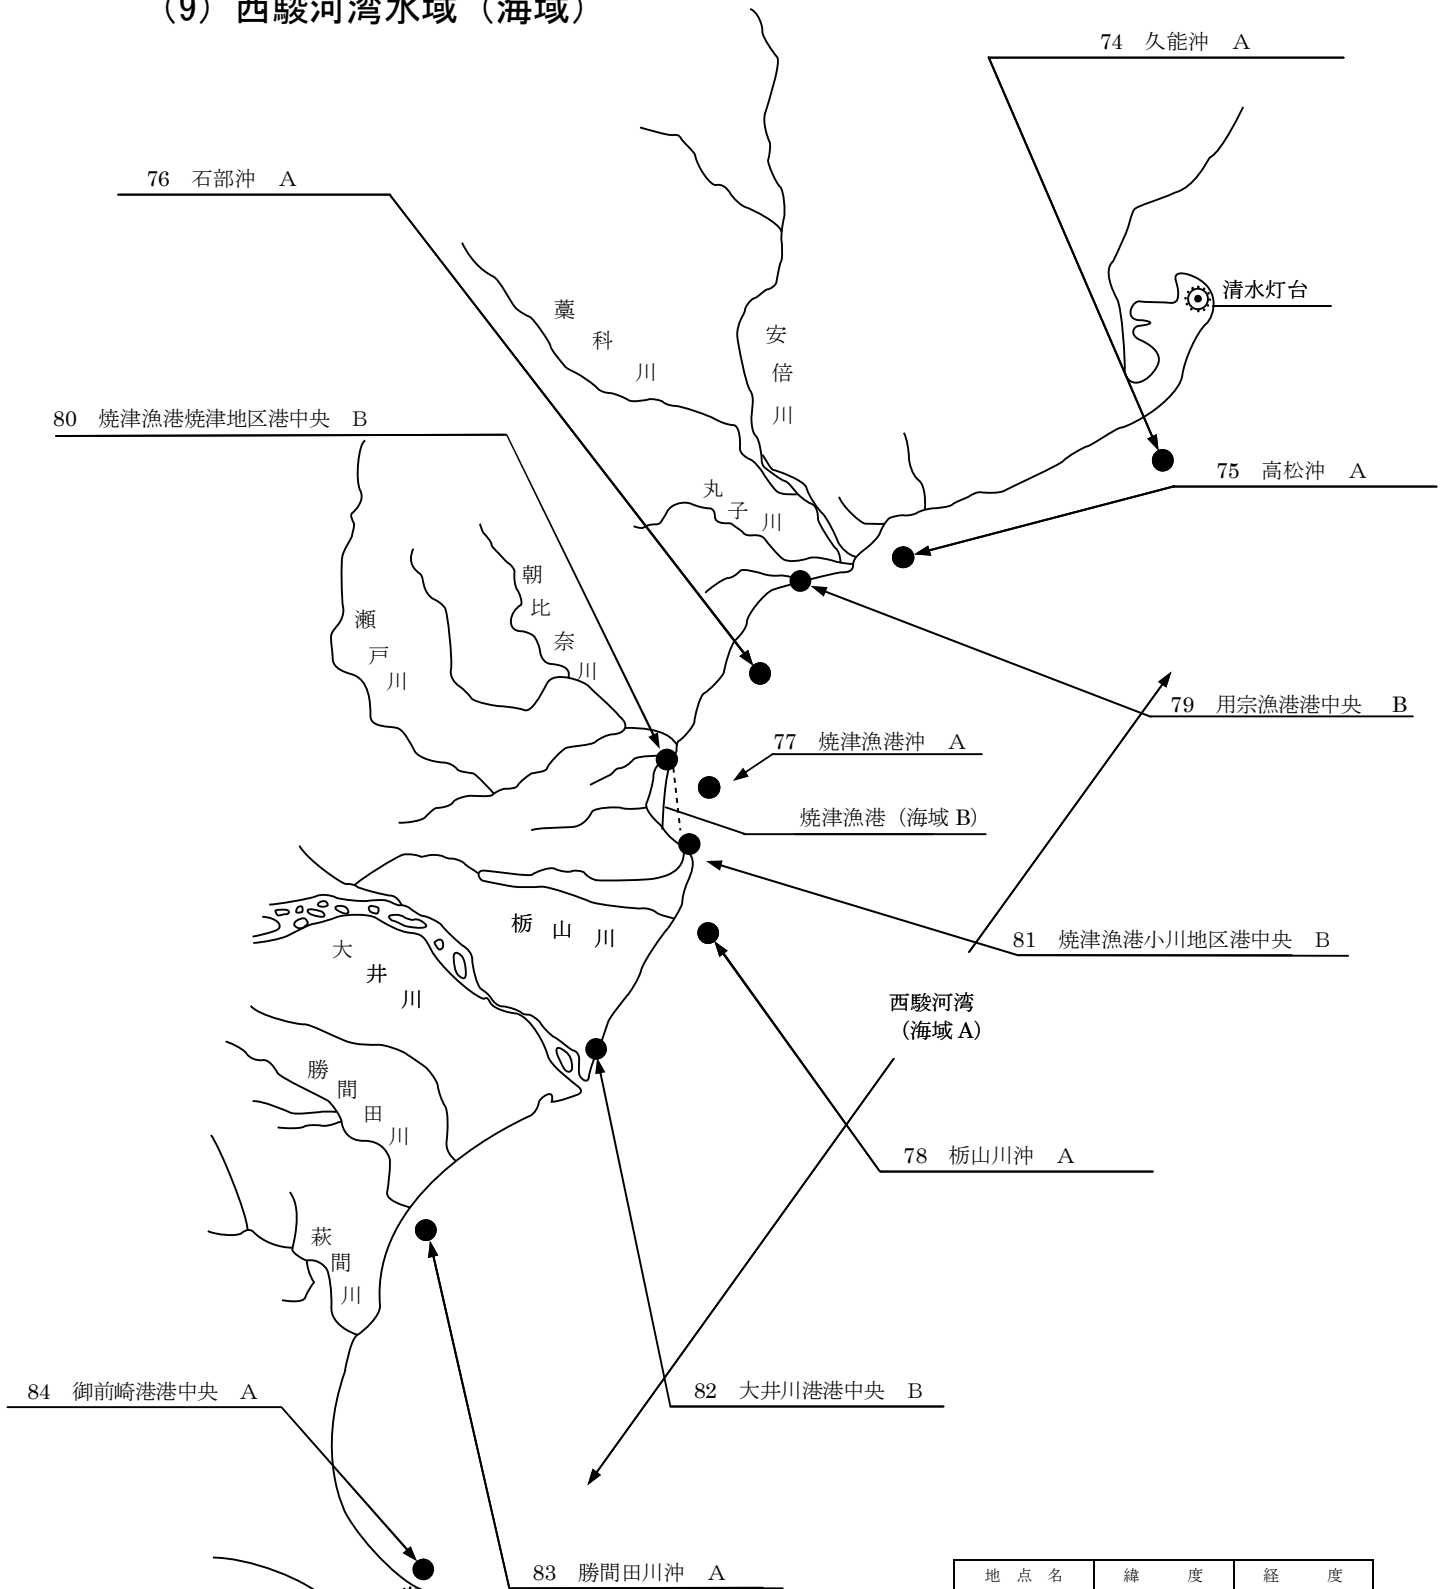 （9）西駿河湾水域（海域）
74 久能沖 A
76 石部沖 A
清水灯台
藁科川
安倍川
80 焼津漁港焼津地区港中央 B
75 高松沖 A
丸子川
朝比奈川
瀬戸川
79 用宗漁港港中央 B
77 焼津漁港沖 A
焼津漁港（海域 B）
栃山川
81 焼津漁港小川地区港中央 B
大井川
西駿河湾
（海域 A）
勝間田川
78 栃山川沖 A
萩間川
84 御前崎港港中央 A
82 大井川港港中央 B
83 勝間田川沖 A
地点名 緯度 経度